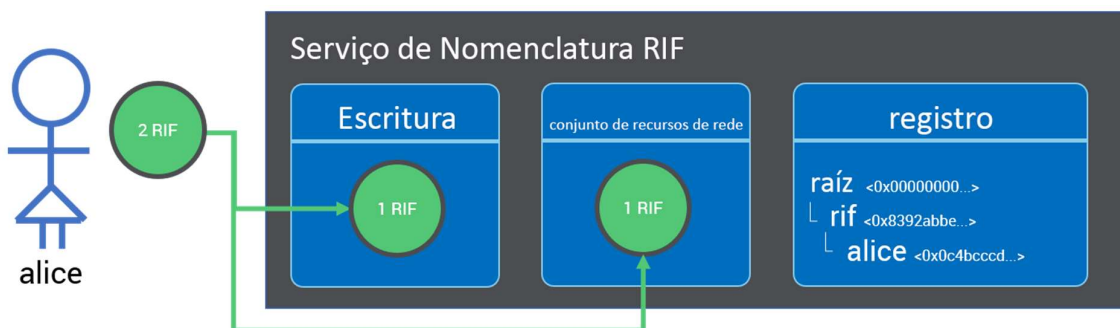 Serviço de Nomenclatura RIF
2 RIF
alice
Escritura
1 RIF
conjunto de recursos de rede
1 RIF
registro
raíz <0x00000000...>
rif <0x8392abbe...>
alice <0x0c4bcccd...>